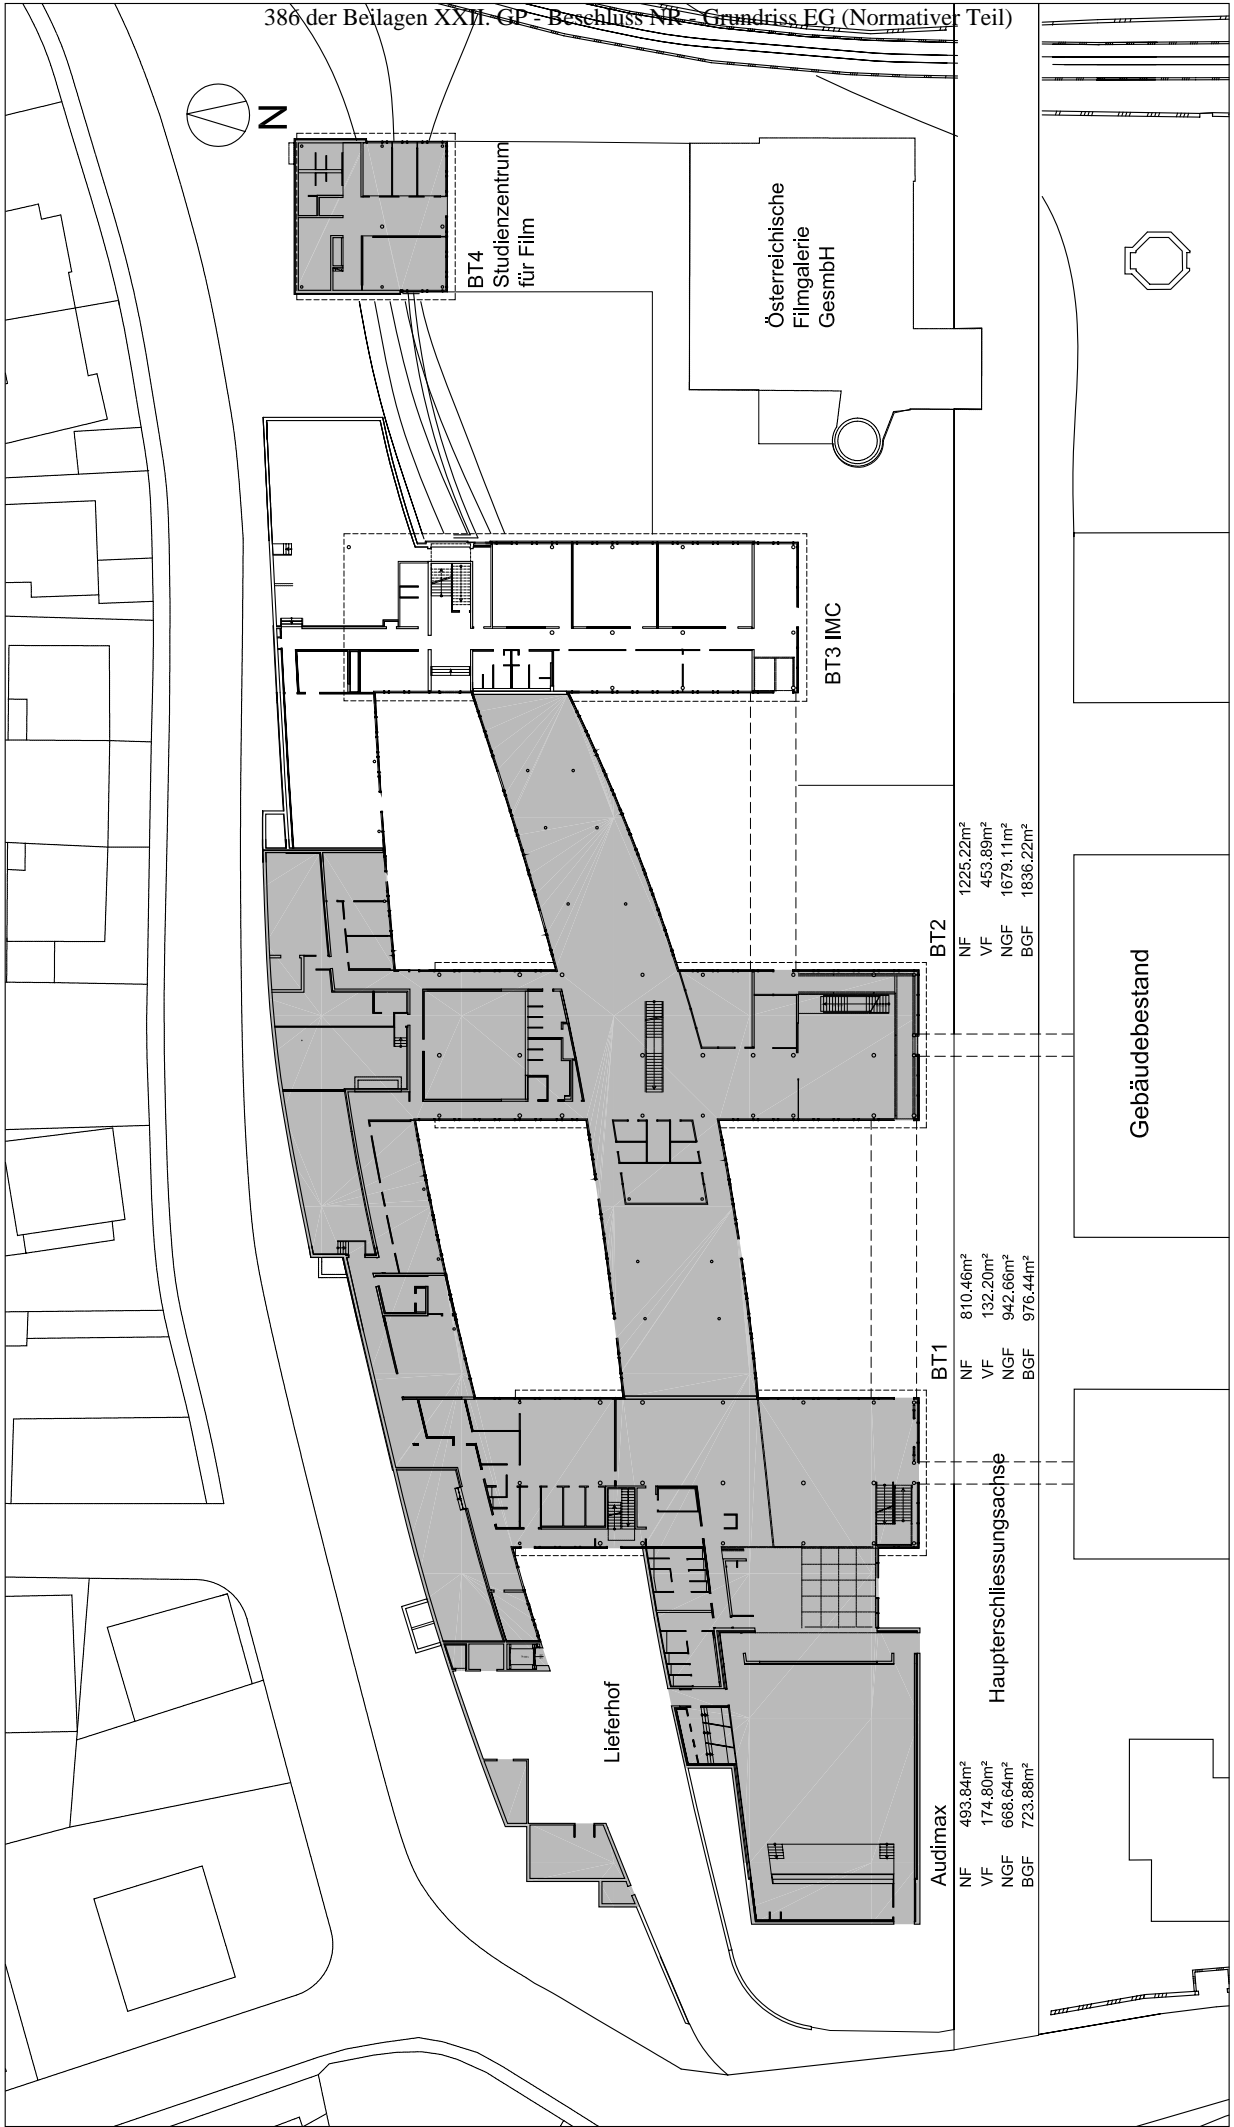 386 der Beilagen XXII. GP - Beschluss NR - Grundriss EG (Normativer Teil)
N
BT4
Studienzentrum
für Film
Österreichische
Filmgalerie
GesmbH
BT3 IMC
BT2
NF 1225.22m²
VF 453.89m²
NGF 1679.11m²
BGF 1836.22m²
Gebäudebestand
BT1
NF 810.46m²
VF 132.20m²
NGF 942.66m²
BGF 976.44m²
Haupterschliessungsachse
Lieferhof
Audimax
NF 493.84m²
VF 174.80m²
NGF 668.64m²
BGF 723.88m²